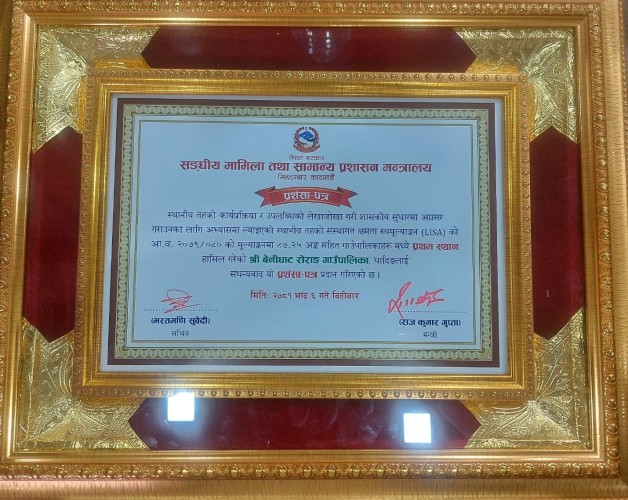 नेपाल सरकार
सङ्घीय मामिला तथा सामान्य प्रशासन मन्त्रालय
सिंहदरबार, काठमाडौं
प्रशंसा-पत्र
स्थानीय तहको कार्यप्रक्रिया र उपलब्धिको लेखाजोखा गरी शासकीय सुधारमा अग्रसर
गराउनका लागि अभ्यासमा ल्याइएको स्थानीय तहको संस्थागत क्षमता स्वमूल्याङ्कन (LISA) को
आ.व. २०७९/०८० को मूल्याङ्कनमा ८७.२५ अङ्क सहित गाउँपालिकाहरू मध्ये प्रथम स्थान
हासिल गरेको श्री बेनीघाट रोराङ गाउँपालिका, धादिङलाई
सधन्यवाद यो प्रशंसा-पत्र प्रदान गरिएको छ।
मिति: २०८१ भाद्र ६ गते बिहीबार
(भरतमणि सुवेदी)
सचिव
(राज कुमार गुप्ता)
मन्त्री